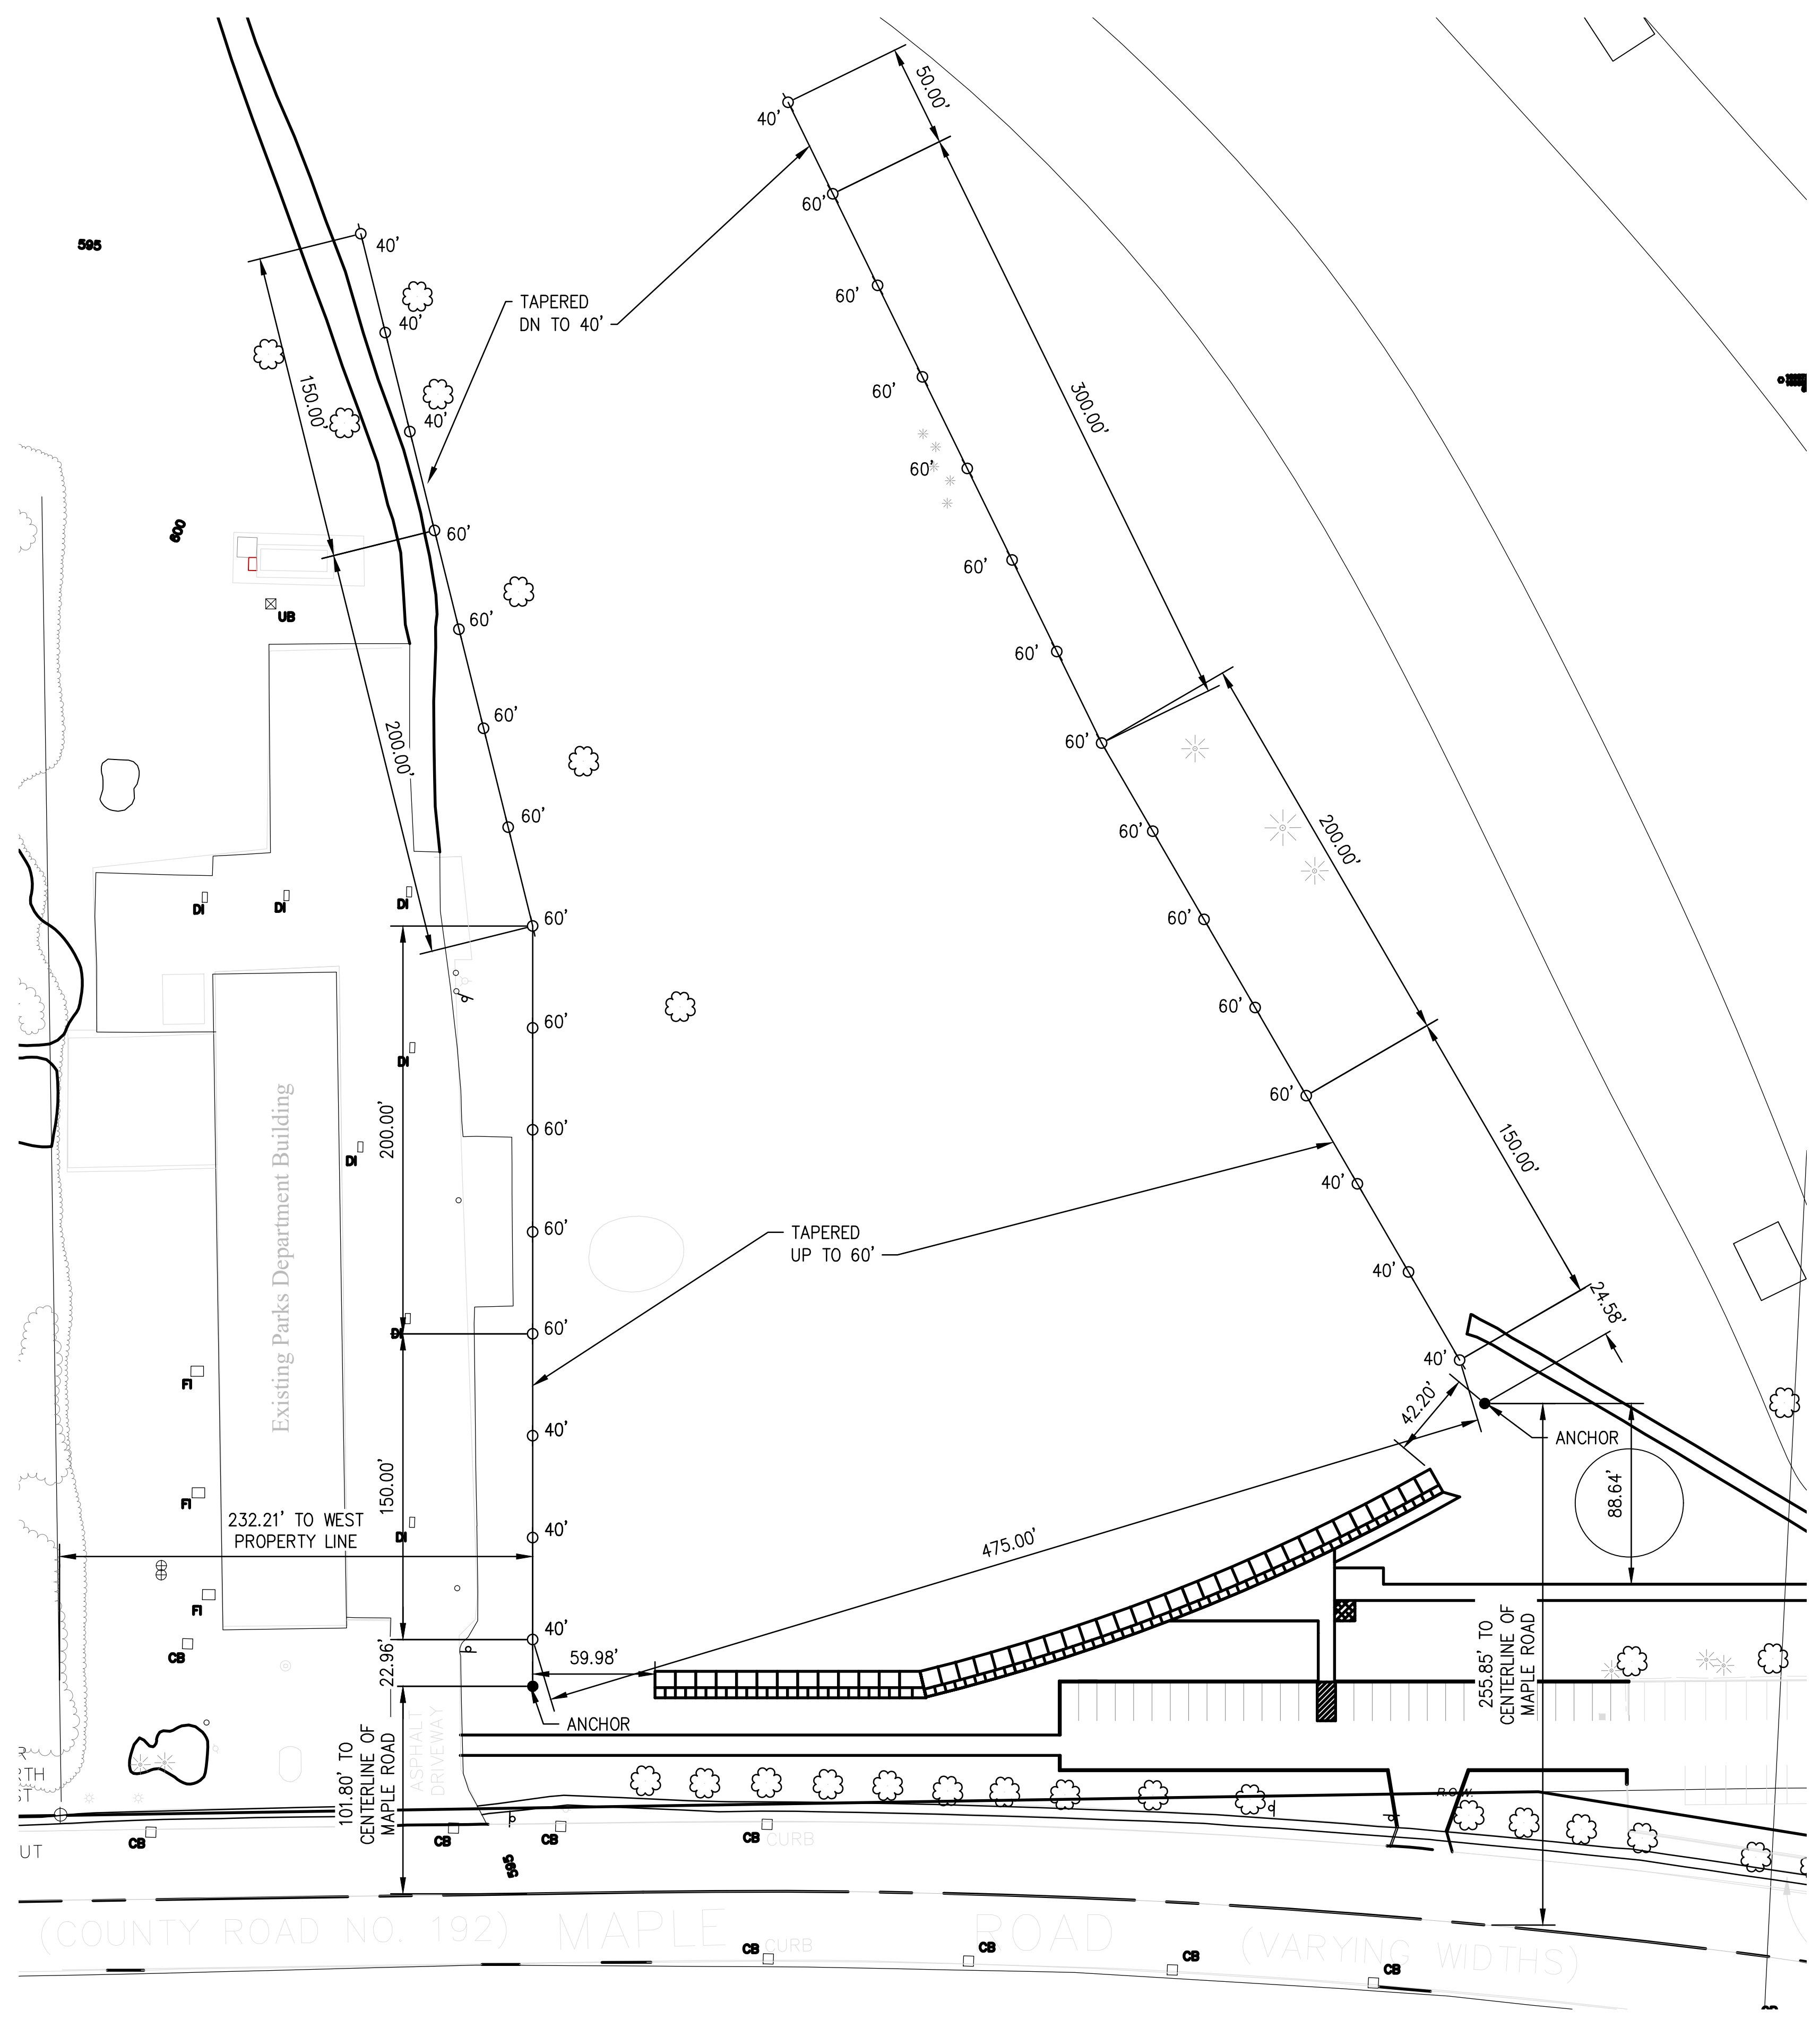 50.00'
40'
60'
595
40'
TAPERED
DN TO 40'
60'
40'
60'
300.00'
150.00'
40'
60'
600
60'
60'
UB
60'
60'
200.00'
60'
60'
200.00'
60'
60'
DI
DI
DI
60'
60'
60'
DI
60'
200.00'
60'
DI
150.00'
Existing Parks Department Building
40'
60'
TAPERED
UP TO 60'
40'
24.58'
60'
DI
40'
42.20'
FI
40'
ANCHOR
150.00'
88.64'
FI
232.21' TO WEST
PROPERTY LINE
DI
40'
475.00'
FI
40'
CB
22.96'
59.98'
255.85' TO
CENTERLINE OF
MAPLE ROAD
ANCHOR
101.80' TO
CENTERLINE OF
MAPLE ROAD
ASPHALT
DRIVEWAY
R
TH
ST
R.O.W.
UT
CB
CB
CB
CB
CURB
595
(COUNTY ROAD NO. 192) MAPLE ROAD (VARYING WIDTHS)
CB
CURB
CB
CB
CB
CB